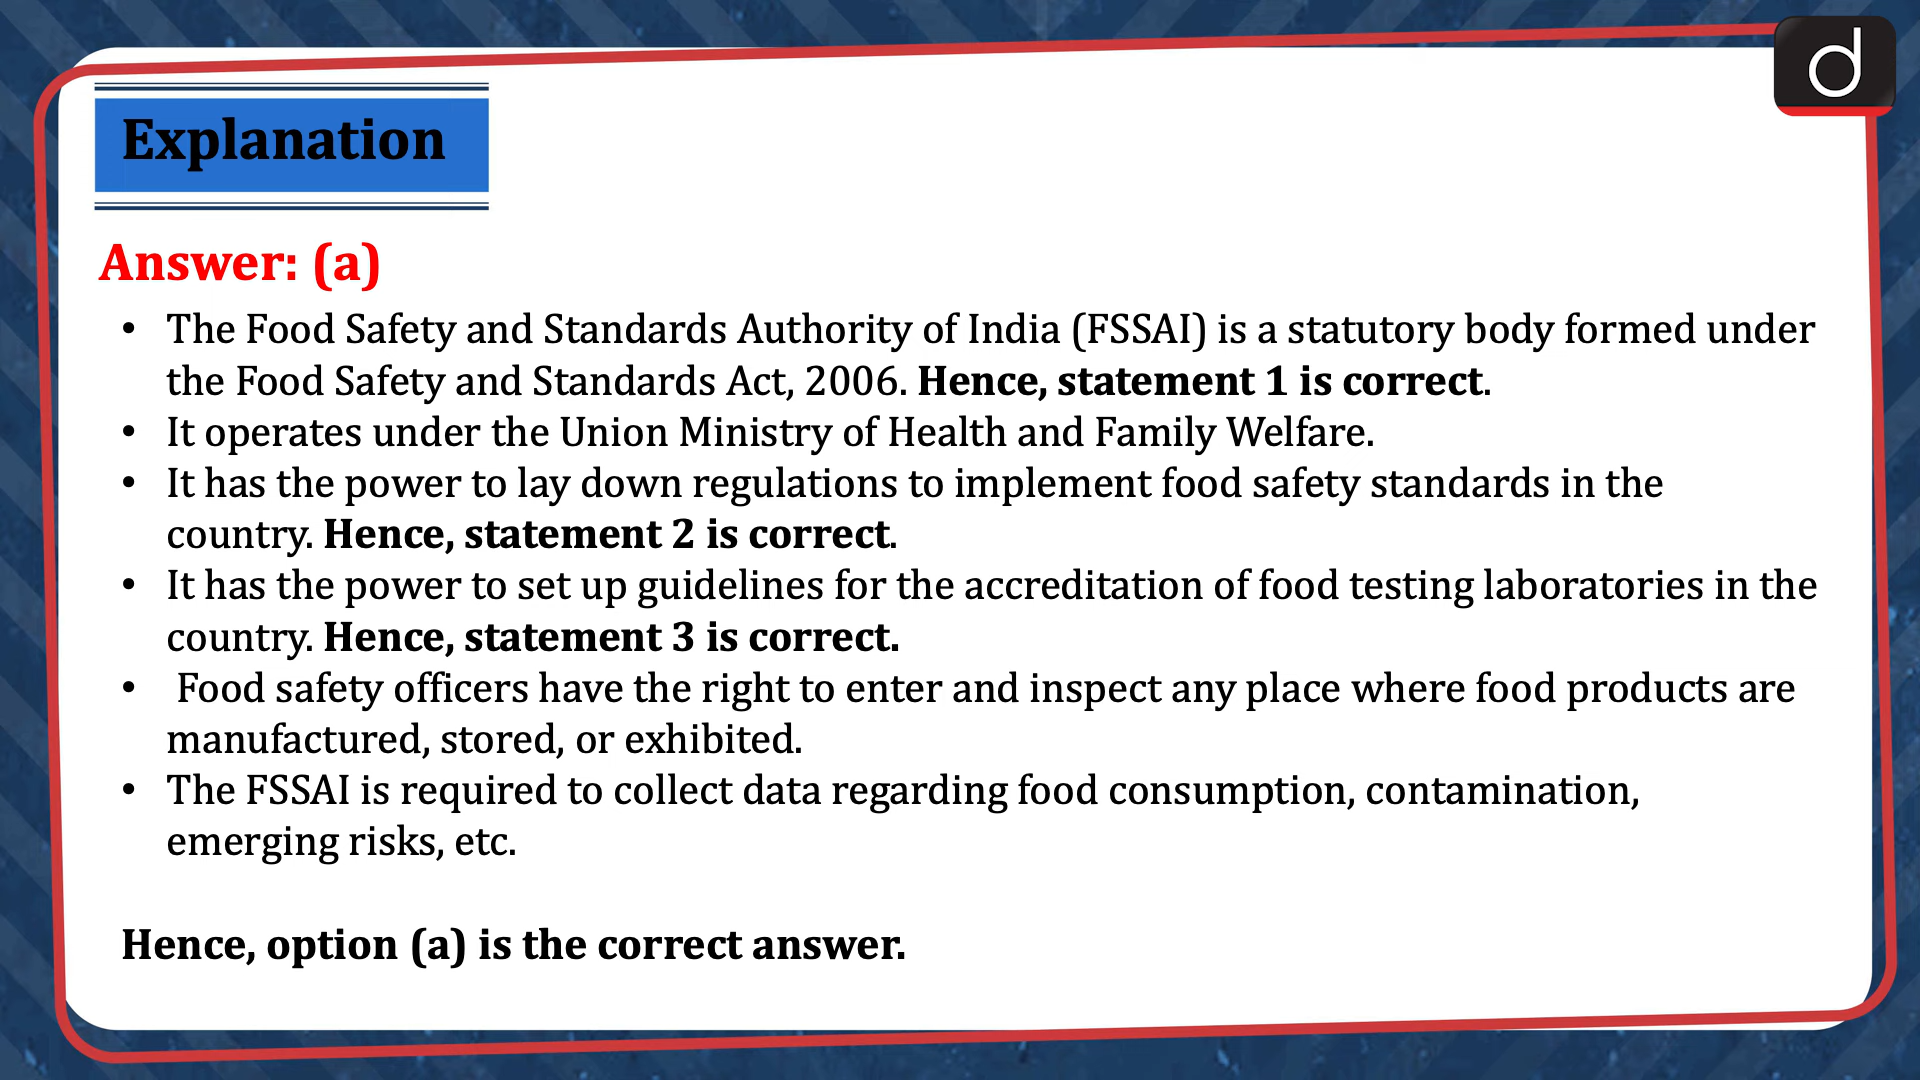 d
Explanation
Answer: (a)
• The Food Safety and Standards Authority of India (FSSAI) is a statutory body formed under
the Food Safety and Standards Act, 2006. Hence, statement 1 is correct.
• It operates under the Union Ministry of Health and Family Welfare.
• It has the power to lay down regulations to implement food safety standards in the
country. Hence, statement 2 is correct.
• It has the power to set up guidelines for the accreditation of food testing laboratories in the
country. Hence, statement 3 is correct.
• Food safety officers have the right to enter and inspect any place where food products are
manufactured, stored, or exhibited.
• The FSSAI is required to collect data regarding food consumption, contamination,
emerging risks, etc.
Hence, option (a) is the correct answer.